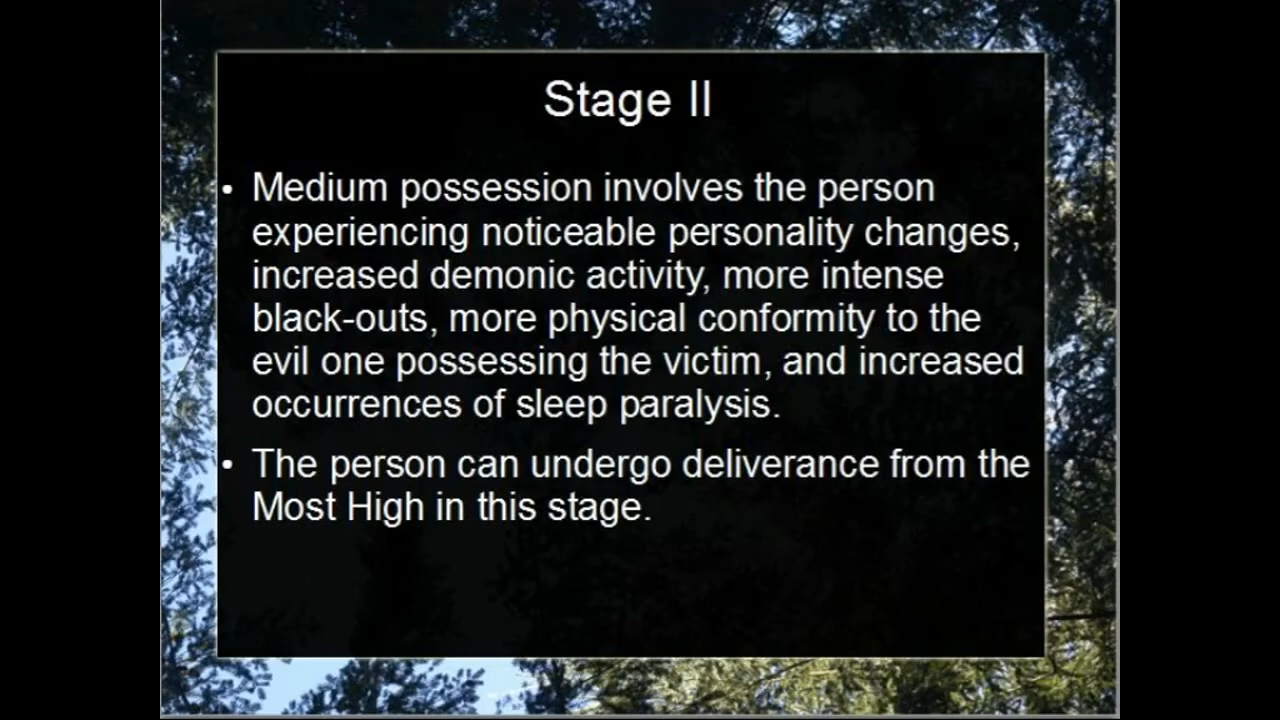 Stage II
• Medium possession involves the person
experiencing noticeable personality changes,
increased demonic activity, more intense
black-outs, more physical conformity to the
evil one possessing the victim, and increased
occurrences of sleep paralysis.
• The person can undergo deliverance from the
Most High in this stage.